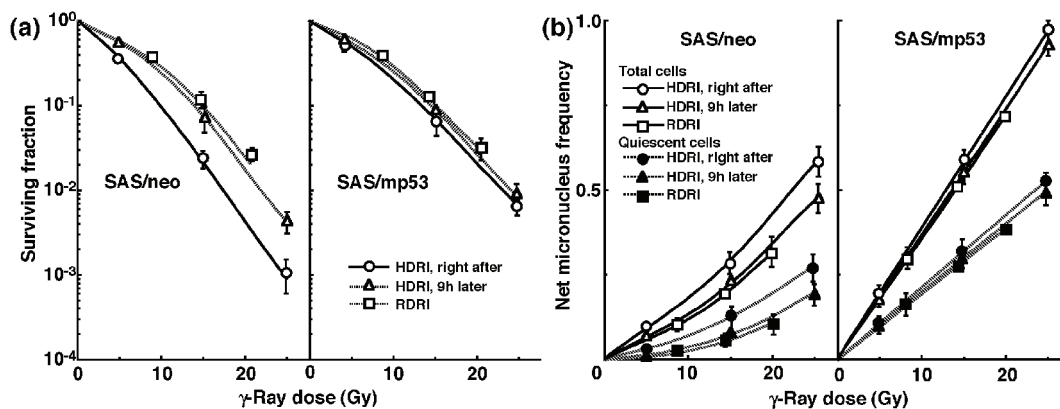 (a)
Surviving fraction
10⁰
10⁻¹
10⁻²
10⁻³
10⁻⁴
SAS/neo
SAS/mp53
HDRI, right after
HDRI, 9h later
RDRI
0 10 20 0 10 20
γ-Ray dose (Gy)
(b)
Net micronucleus frequency
1.0
0.5
0
SAS/neo
SAS/mp53
Total cells
HDRI, right after
HDRI, 9h later
RDRI
Quiescent cells
HDRI, right after
HDRI, 9h later
RDRI
0 10 20 0 10 20
γ-Ray dose (Gy)